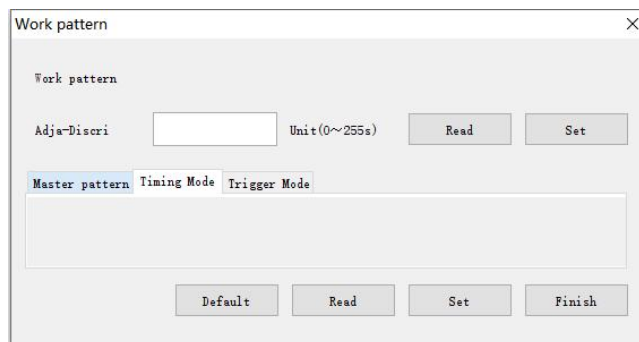 Work pattern
Work pattern
Adja-Discri Unit(0~255s) Read Set
Master pattern Timing Mode Trigger Mode
Default Read Set Finish